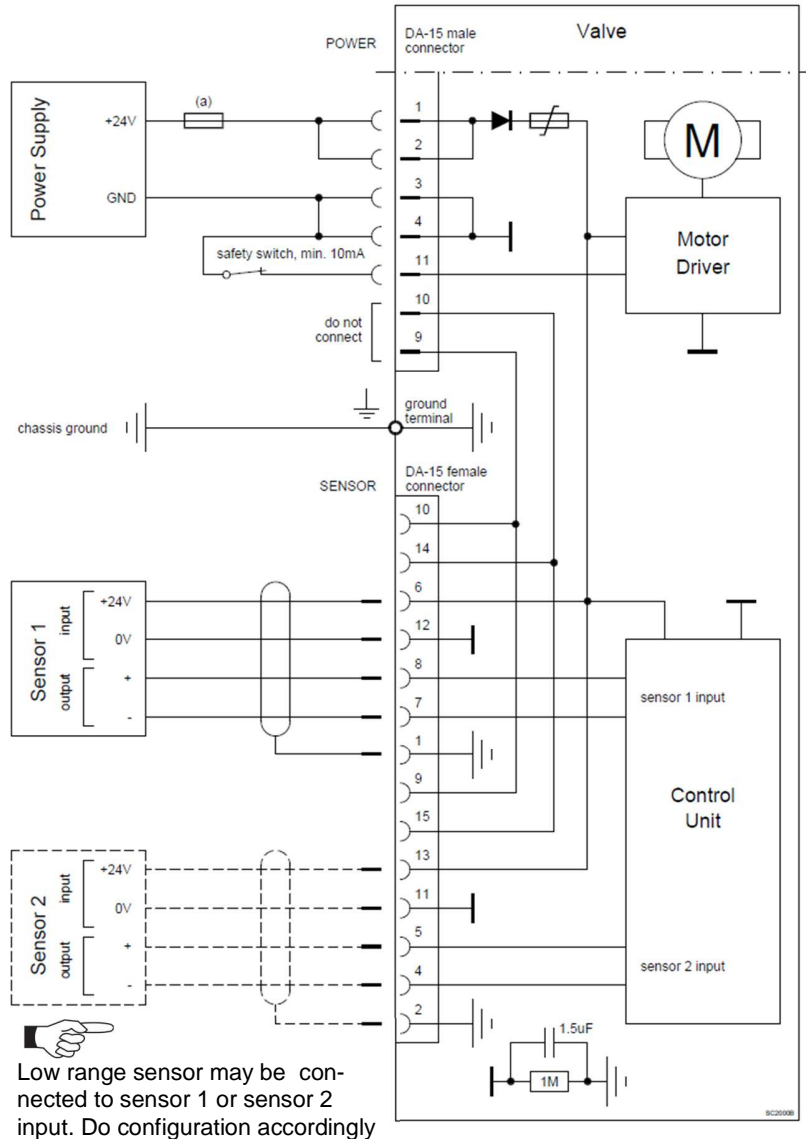 Valve
POWER
DA-15 male
connector
Power Supply
+24V
GND
(a)
1
2
3
4
safety switch, min. 10mA
11
do not
connect
10
9
M
Motor
Driver
chassis ground
ground
terminal
SENSOR
DA-15 female
connector
10
14
6
12
8
7
1
9
15
13
11
5
4
2
Sensor 1
input
+24V
0V
output
+
-
sensor 1 input
Control
Unit
Sensor 2
input
+24V
0V
output
+
-
sensor 2 input
1.5uF
1M
SC2000B
Low range sensor may be con-
nected to sensor 1 or sensor 2
input. Do configuration accordingly